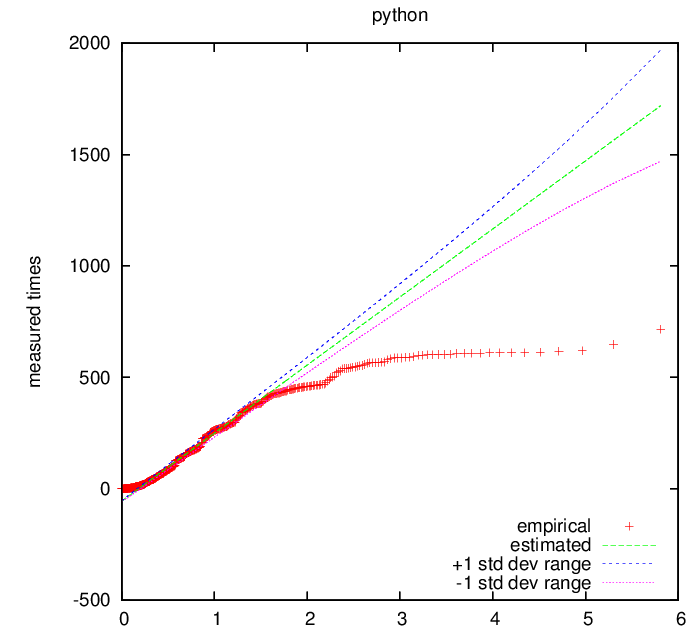 python
2000
1500
1000
500
0
-500
measured times
empirical
estimated
+1 std dev range
-1 std dev range
0 1 2 3 4 5 6